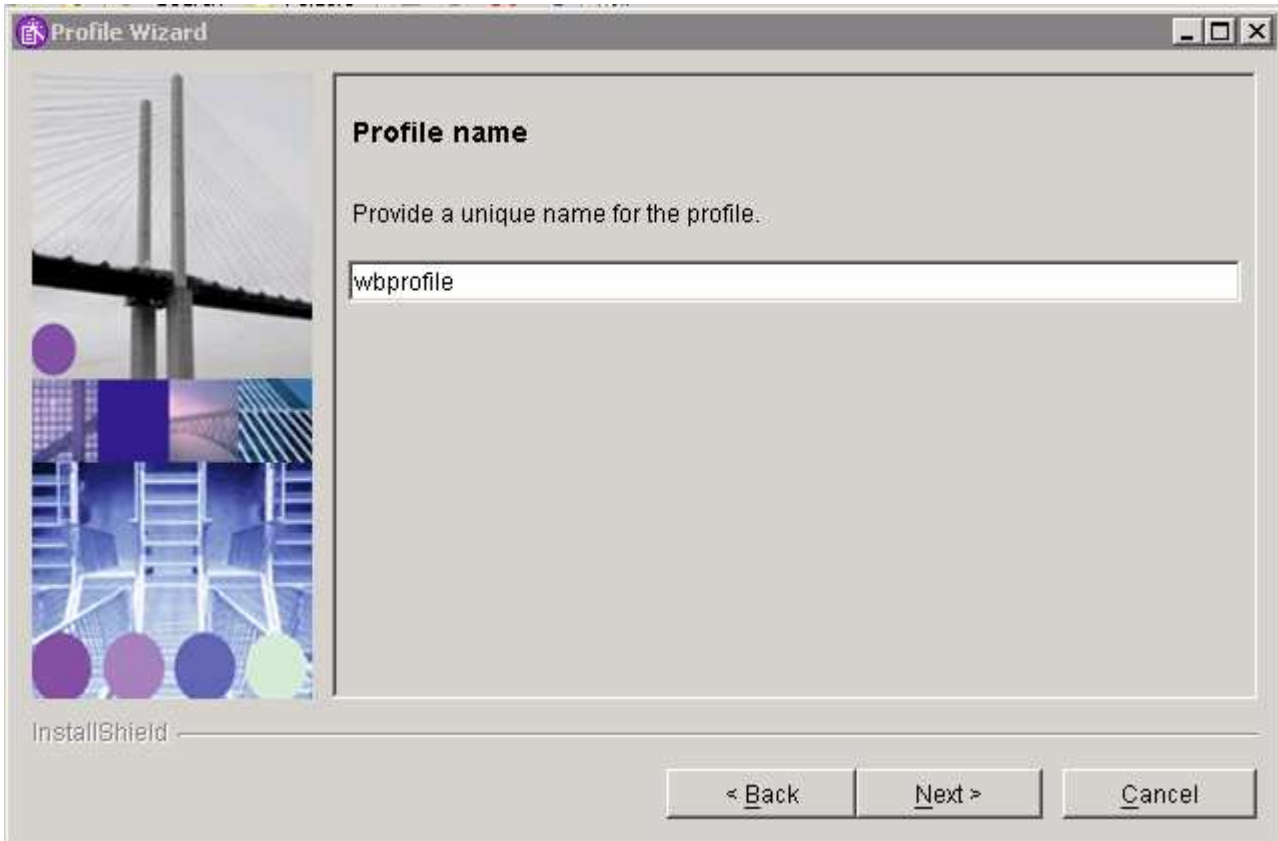 Profile Wizard
Profile name
Provide a unique name for the profile.
wbprofile
InstallShield
< Back
Next >
Cancel